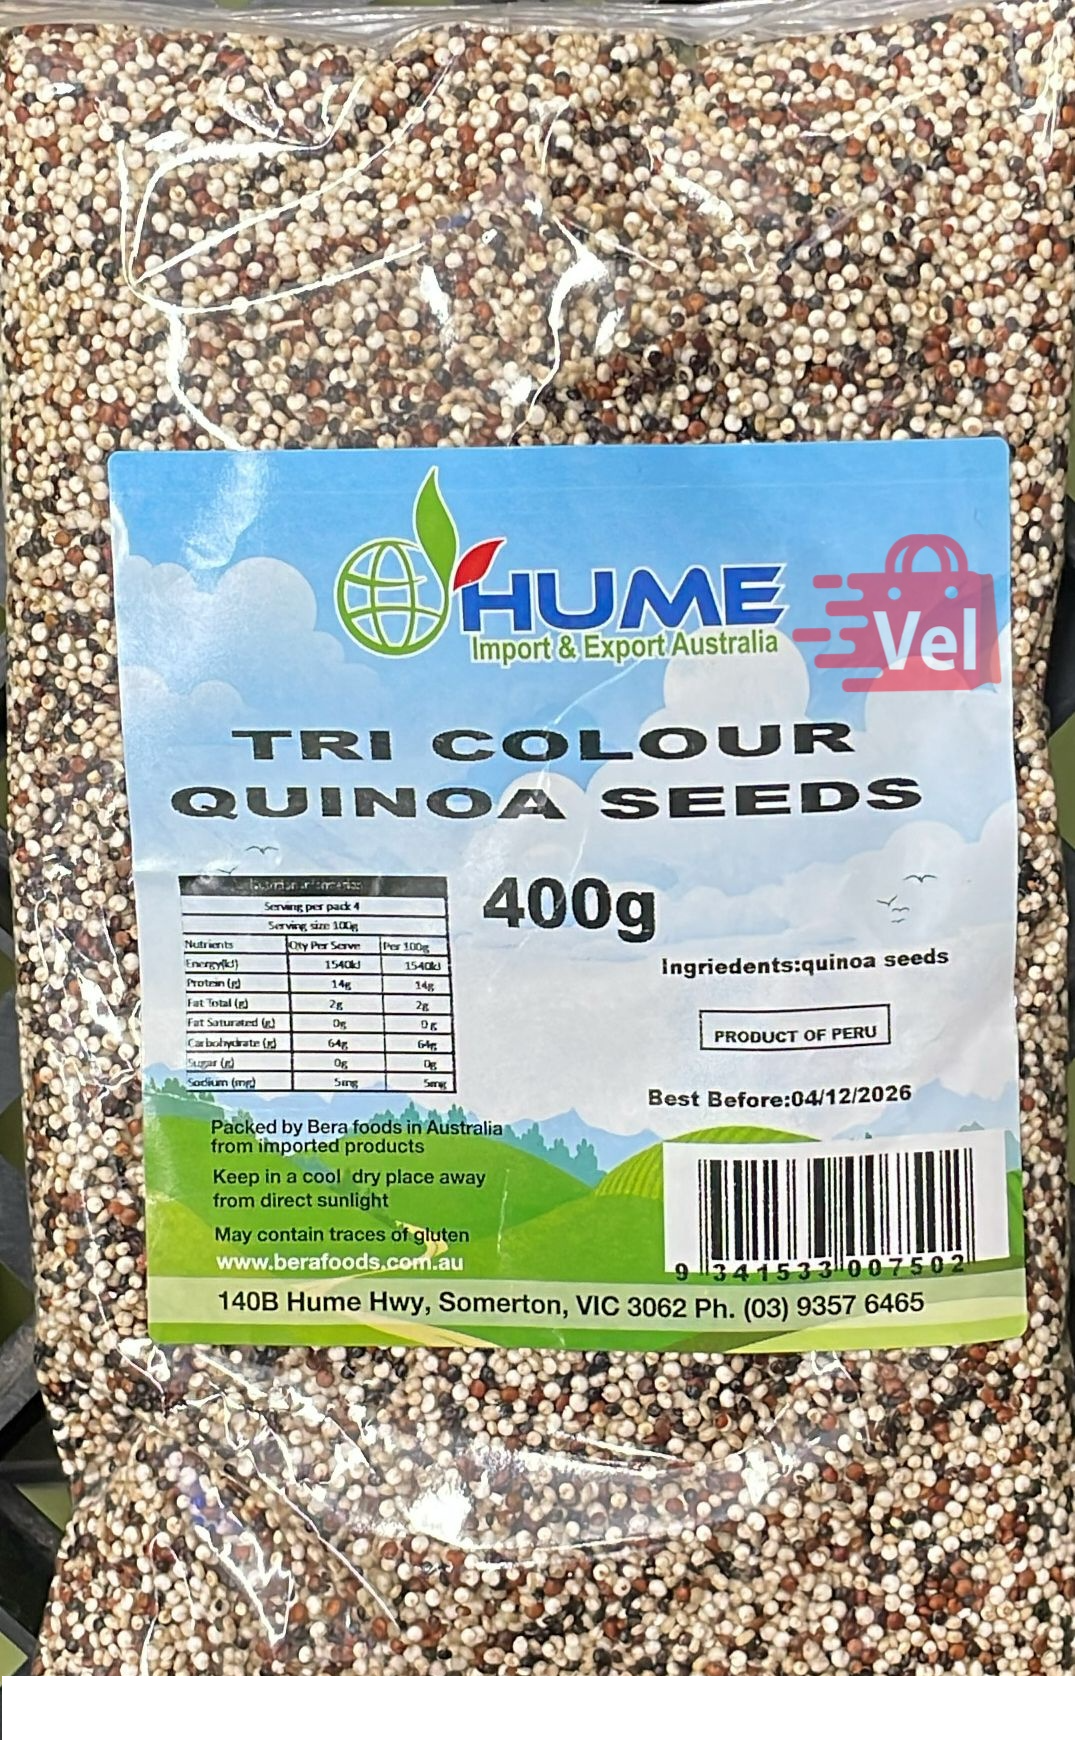 HUME
Import & Export Australia
Vel
TRI COLOUR
QUINOA SEEDS
400g
Nutrition information
Serving per pack 4
Serving size 100g
Nutrients Qty Per Serve Per 100g
Energy(kJ) 1540kJ 1540kJ
Protein (g) 14g 14g
Fat Total (g) 2g 2g
Fat Saturated (g) 0g 0g
Carbohydrate (g) 64g 64g
Sugar (g) 0g 0g
Sodium (mg) 5mg 5mg
Ingriedents:quinoa seeds
PRODUCT OF PERU
Best Before:04/12/2026
Packed by Bera foods in Australia
from imported products
Keep in a cool dry place away
from direct sunlight
May contain traces of gluten
www.berafoods.com.au
9 341533 007502
140B Hume Hwy, Somerton, VIC 3062 Ph. (03) 9357 6465